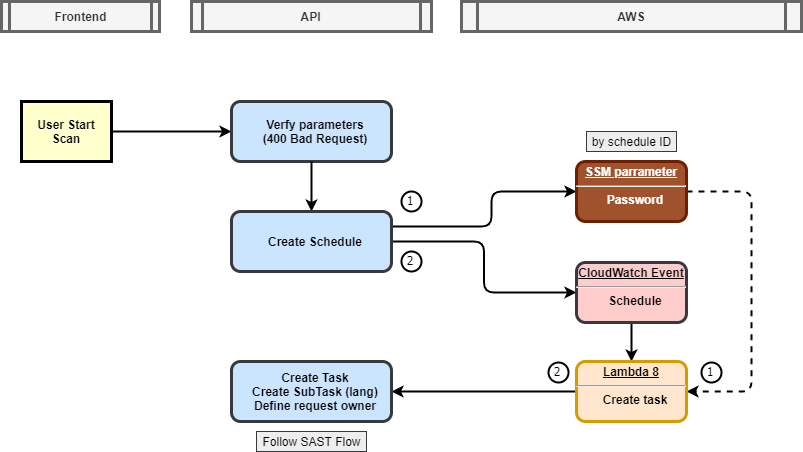 Frontend
API
AWS
User Start
Scan
Verfy parameters
(400 Bad Request)
by schedule ID
SSM parrameter
Password
1
Create Schedule
2
CloudWatch Event
Schedule
Create Task
Create SubTask (lang)
Define request owner
2
Lambda 8
1
Create task
Follow SAST Flow